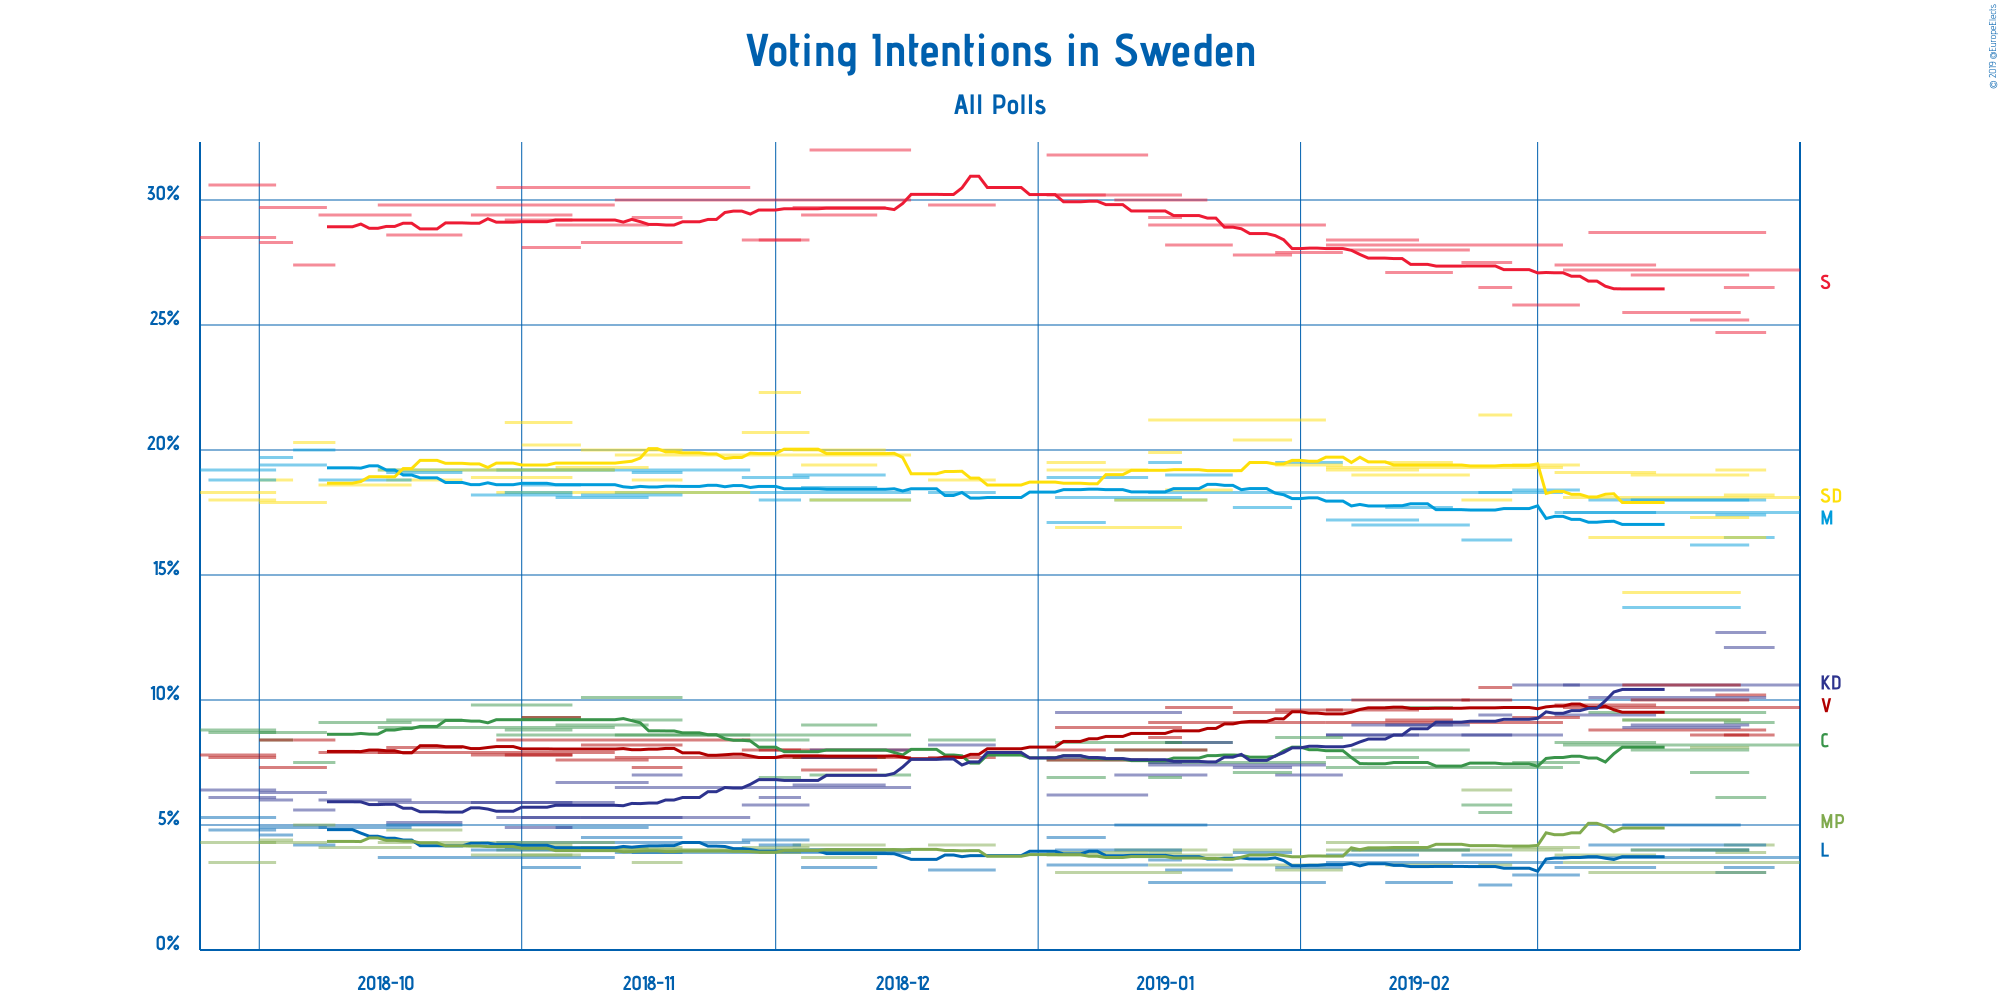 © 2019 @EuropeElects
Voting Intentions in Sweden
All Polls
30%
25%
20%
15%
10%
5%
0%
S
SD
M
KD
V
C
MP
L
2018-10
2018-11
2018-12
2019-01
2019-02